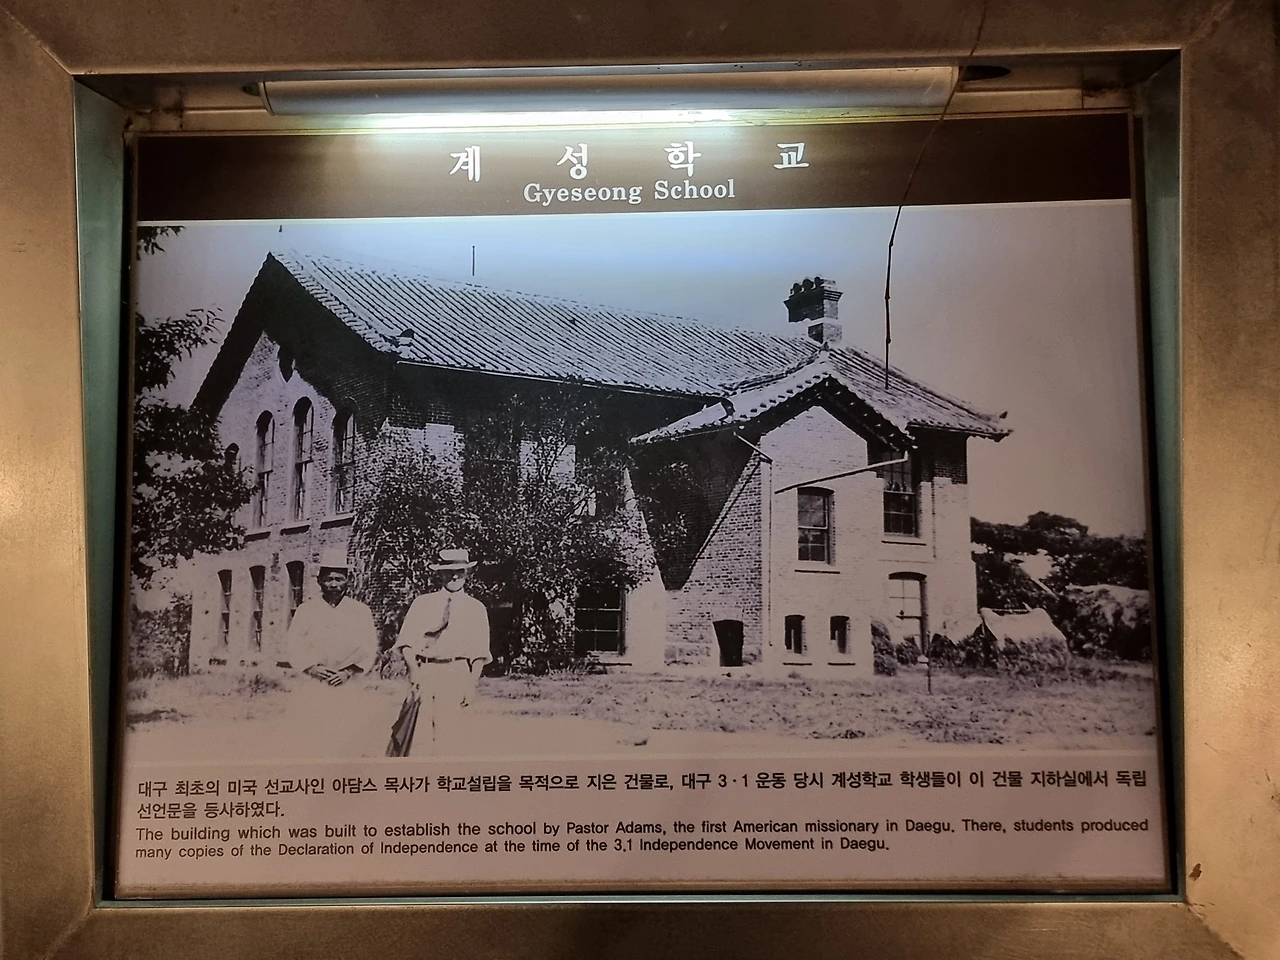 계 성 학 교
Gyeseong School
대구 최초의 미국 선교사인 아담스 목사가 학교설립을 목적으로 지은 건물로, 대구 3·1 운동 당시 계성학교 학생들이 이 건물 지하실에서 독립
선언문을 등사하였다.
The building which was built to establish the school by Pastor Adams, the first American missionary in Daegu. There, students produced
many copies of the Declaration of Independence at the time of the 3.1 Independence Movement in Daegu.